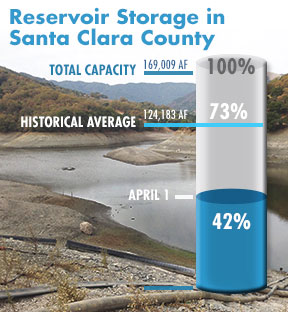 Reservoir Storage in
Santa Clara County
TOTAL CAPACITY 169,009 AF 100%
HISTORICAL AVERAGE 124,183 AF 73%
APRIL 1
42%